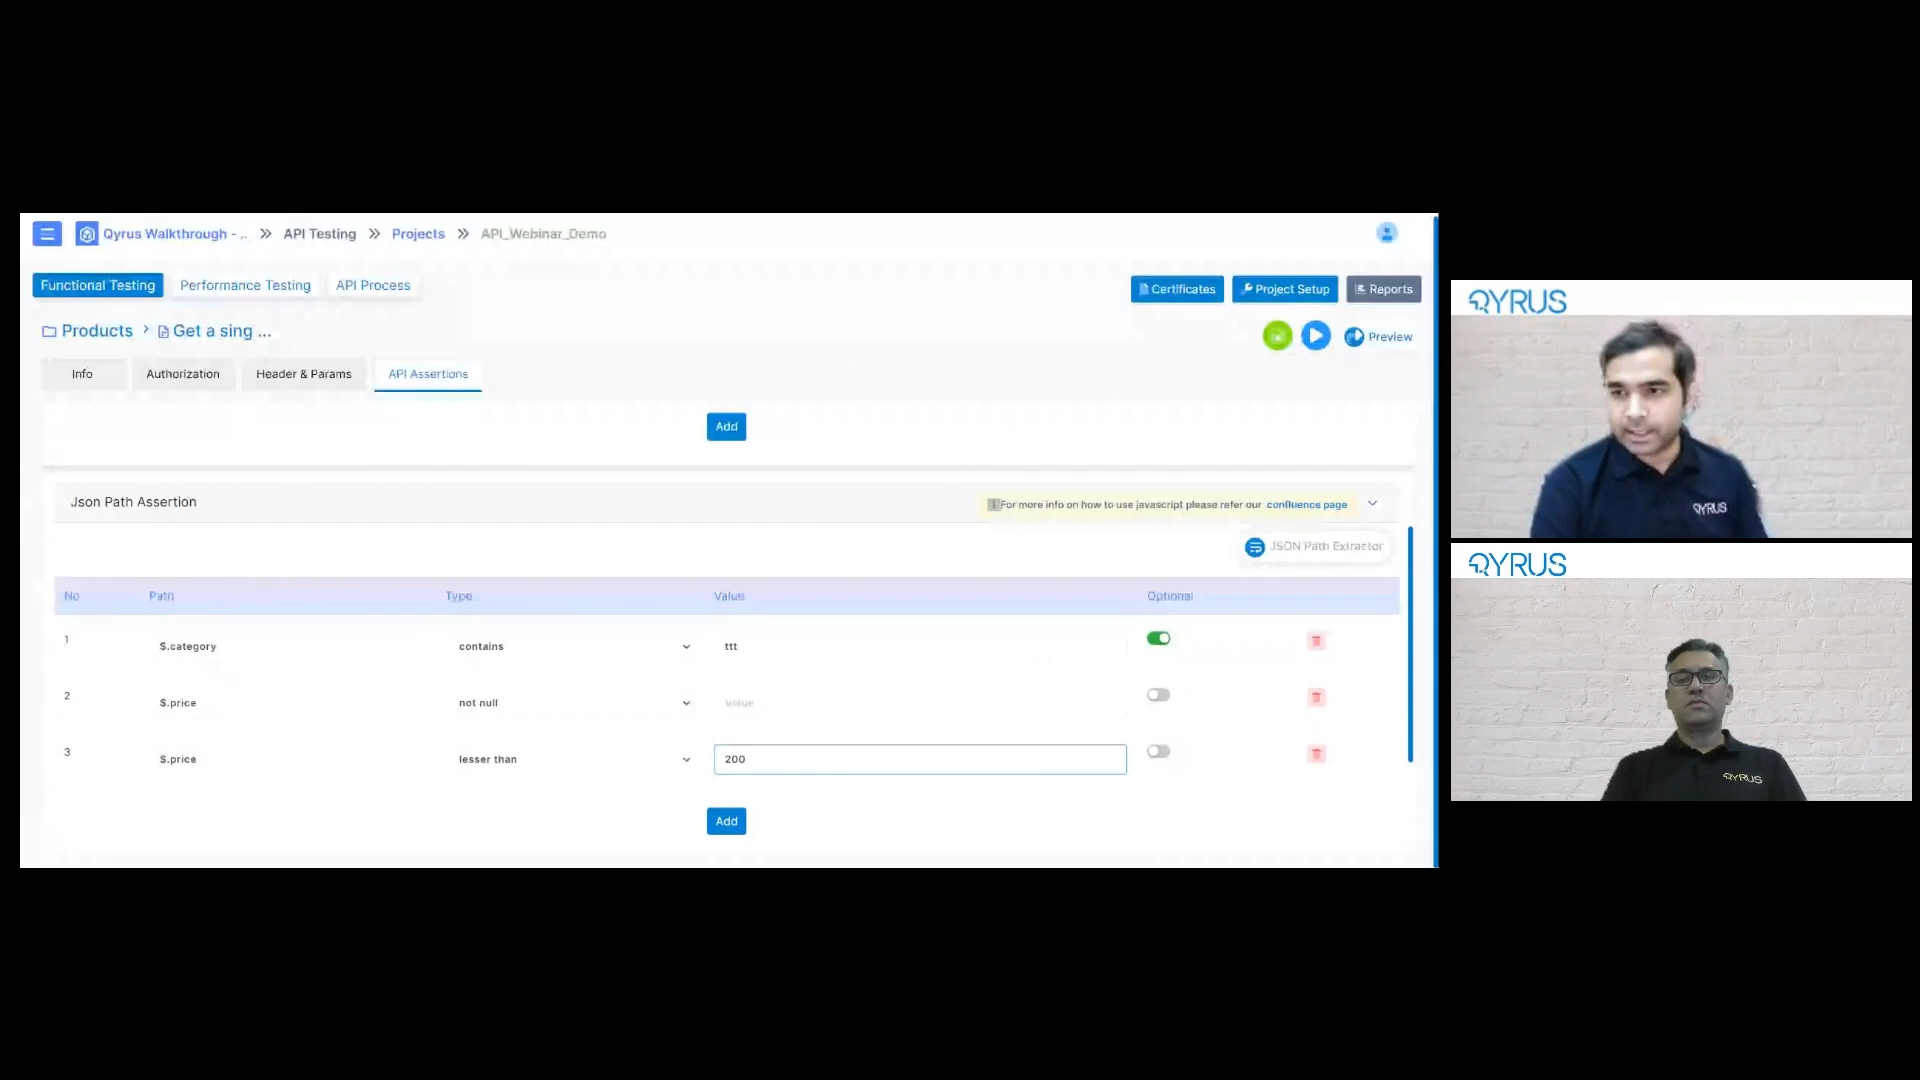 Qyrus Walkthrough - .. >> API Testing >> Projects >> API_Webinar_Demo
Functional Testing Performance Testing API Process
Certificates Project Setup Reports
Products > Get a sing ...
Preview
Info Authorization Header & Params API Assertions
Add
Json Path Assertion
For more info on how to use javascript please refer our confluence page
JSON Path Extractor
No Path Type Value Optional
1 $.category contains ttt
2 $.price not null Value
3 $.price lesser than 200
Add
QYRUS
QYRUS
QYRUS
QYRUS